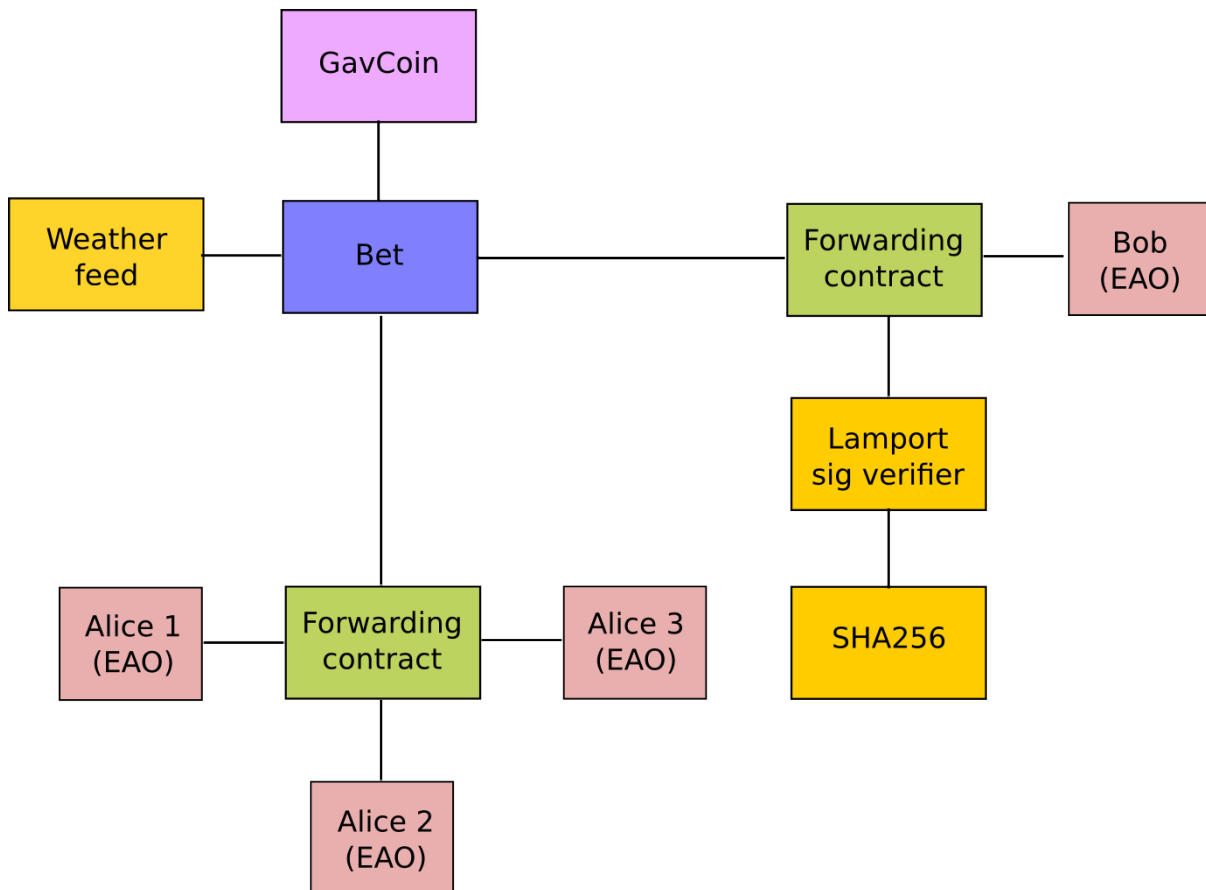 GavCoin
Weather
feed
Bet
Forwarding
contract
Bob
(EAO)
Lamport
sig verifier
Alice 1
(EAO)
Forwarding
contract
Alice 3
(EAO)
SHA256
Alice 2
(EAO)